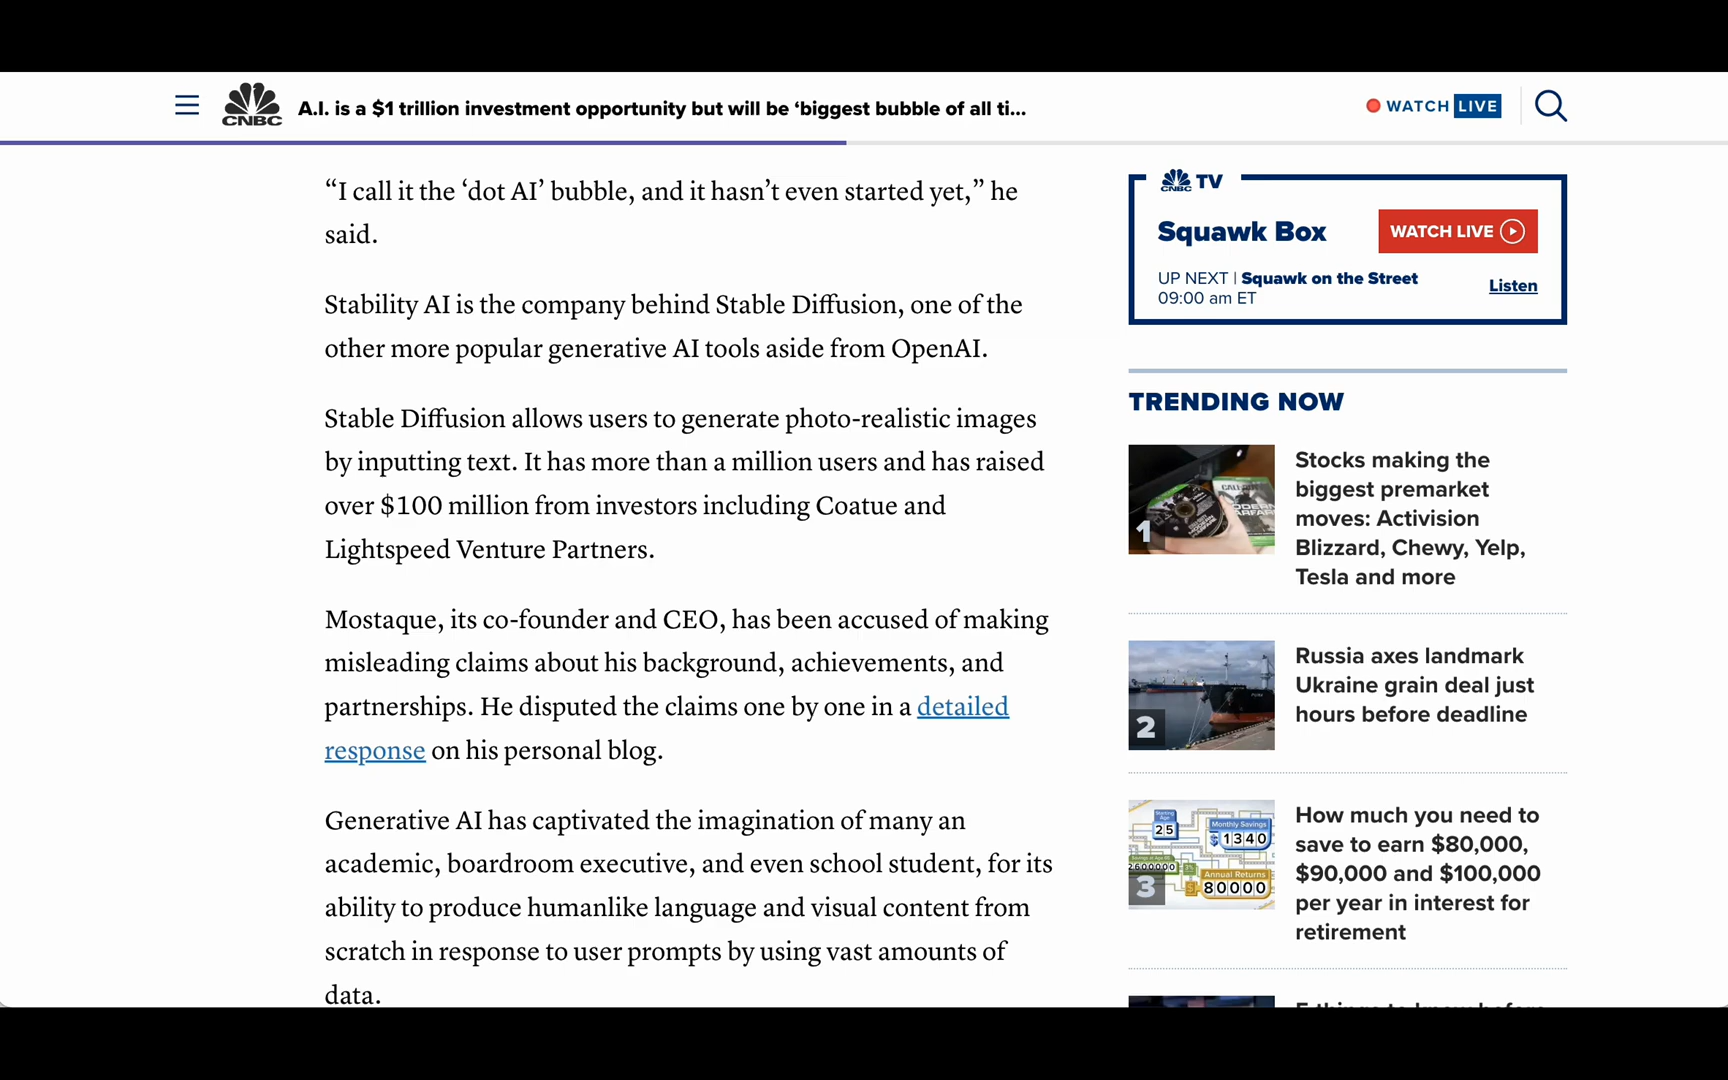 CNBC
A.I. is a $1 trillion investment opportunity but will be ‘biggest bubble of all ti...
WATCH LIVE
“I call it the ‘dot AI’ bubble, and it hasn’t even started yet,” he
said.
Stability AI is the company behind Stable Diffusion, one of the
other more popular generative AI tools aside from OpenAI.
Stable Diffusion allows users to generate photo-realistic images
by inputting text. It has more than a million users and has raised
over $100 million from investors including Coatue and
Lightspeed Venture Partners.
Mostaque, its co-founder and CEO, has been accused of making
misleading claims about his background, achievements, and
partnerships. He disputed the claims one by one in a detailed
response on his personal blog.
Generative AI has captivated the imagination of many an
academic, boardroom executive, and even school student, for its
ability to produce humanlike language and visual content from
scratch in response to user prompts by using vast amounts of
data.
CNBC TV
Squawk Box
WATCH LIVE
UP NEXT | Squawk on the Street
09:00 am ET
Listen
TRENDING NOW
1
Stocks making the
biggest premarket
moves: Activision
Blizzard, Chewy, Yelp,
Tesla and more
2
Russia axes landmark
Ukraine grain deal just
hours before deadline
25
Monthly Savings
$1340
2600000
Annual Returns
$80000
3
How much you need to
save to earn $80,000,
$90,000 and $100,000
per year in interest for
retirement